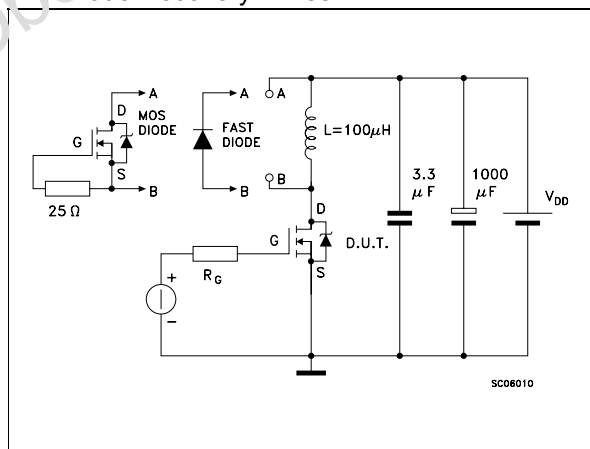 A
D
MOS
DIODE
G
S
B
25 Ω
A
FAST
DIODE
B
A
L=100μH
B
D
G
D.U.T.
S
R_G
+
−
3.3
μF
1000
μF
V_DD
SC06010